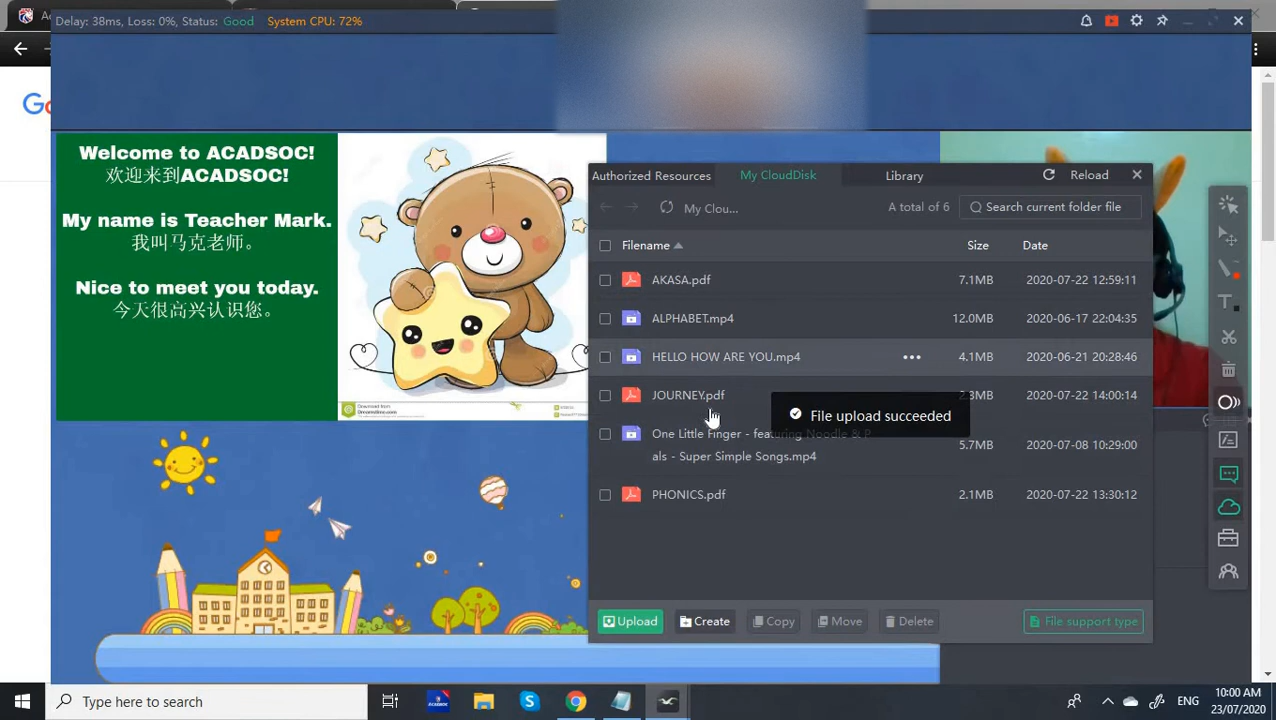 Delay: 38ms, Loss: 0%, Status: Good System CPU: 72%
Go
Welcome to ACADSOC!
欢迎来到ACADSOC!
My name is Teacher Mark.
我叫马克老师。
Nice to meet you today.
今天很高兴认识您。
Authorized Resources My CloudDisk Library Reload
My Clou... A total of 6 Search current folder file
Filename Size Date
AKASA.pdf 7.1MB 2020-07-22 12:59:11
ALPHABET.mp4 12.0MB 2020-06-17 22:04:35
HELLO HOW ARE YOU.mp4 4.1MB 2020-06-21 20:28:46
JOURNEY.pdf 2.3MB 2020-07-22 14:00:14
File upload succeeded
One Little Finger - featuring Noodle & P
als - Super Simple Songs.mp4 5.7MB 2020-07-08 10:29:00
PHONICS.pdf 2.1MB 2020-07-22 13:30:12
Upload Create Copy Move Delete File support type
Type here to search
ENG
10:00 AM
23/07/2020